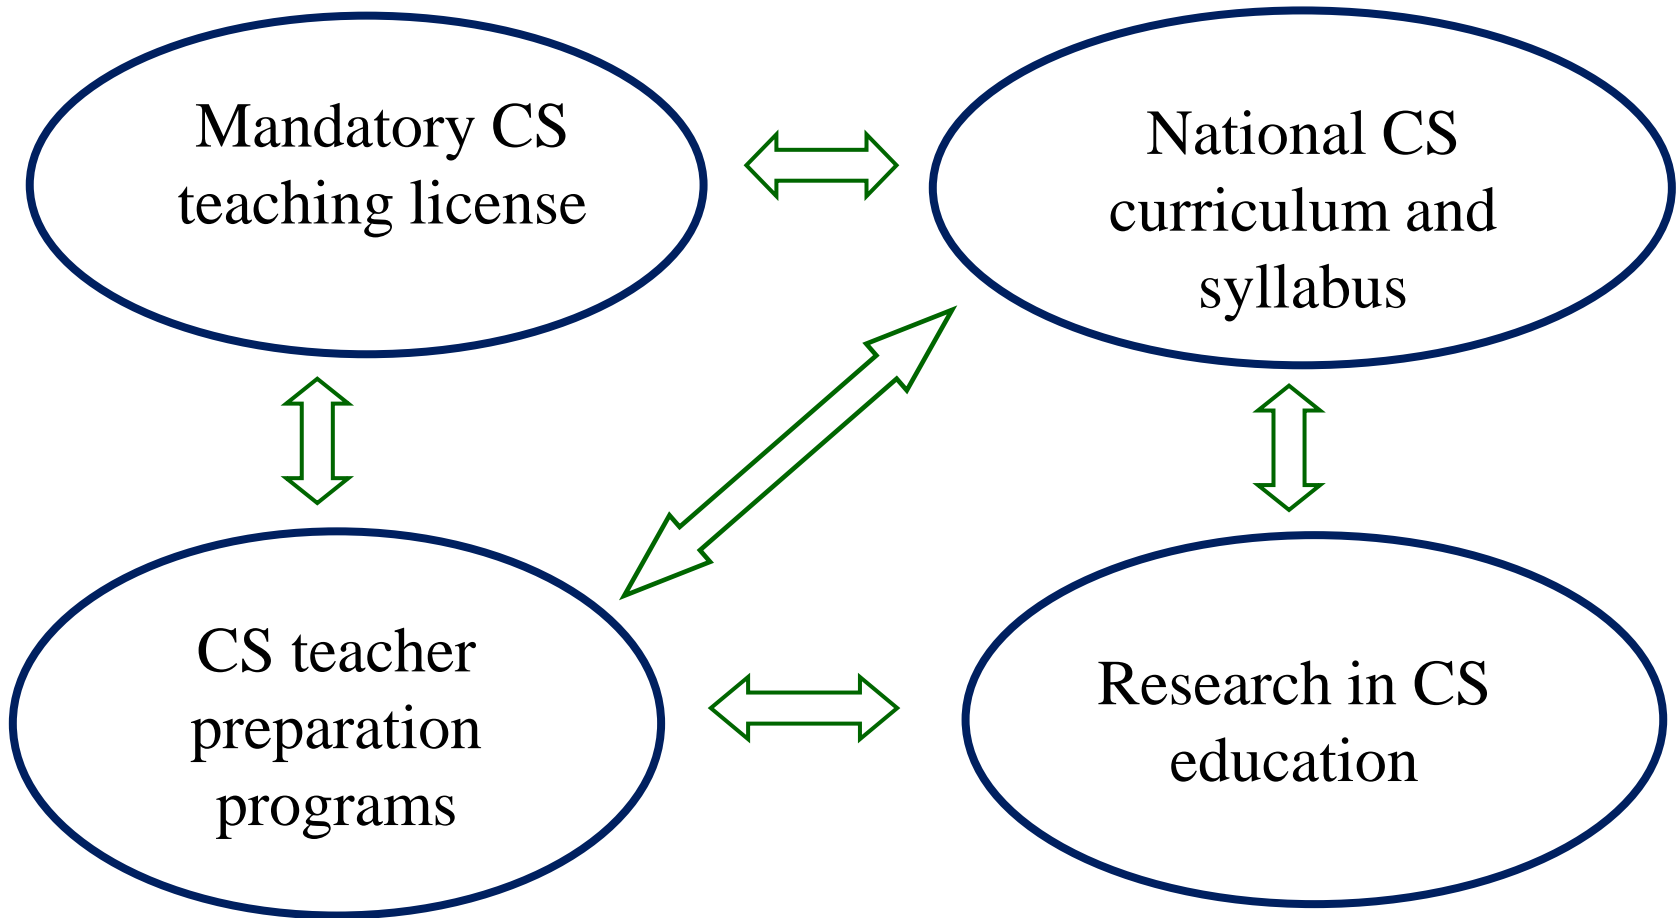 Mandatory CS
teaching license
National CS
curriculum and
syllabus
CS teacher
preparation
programs
Research in CS
education